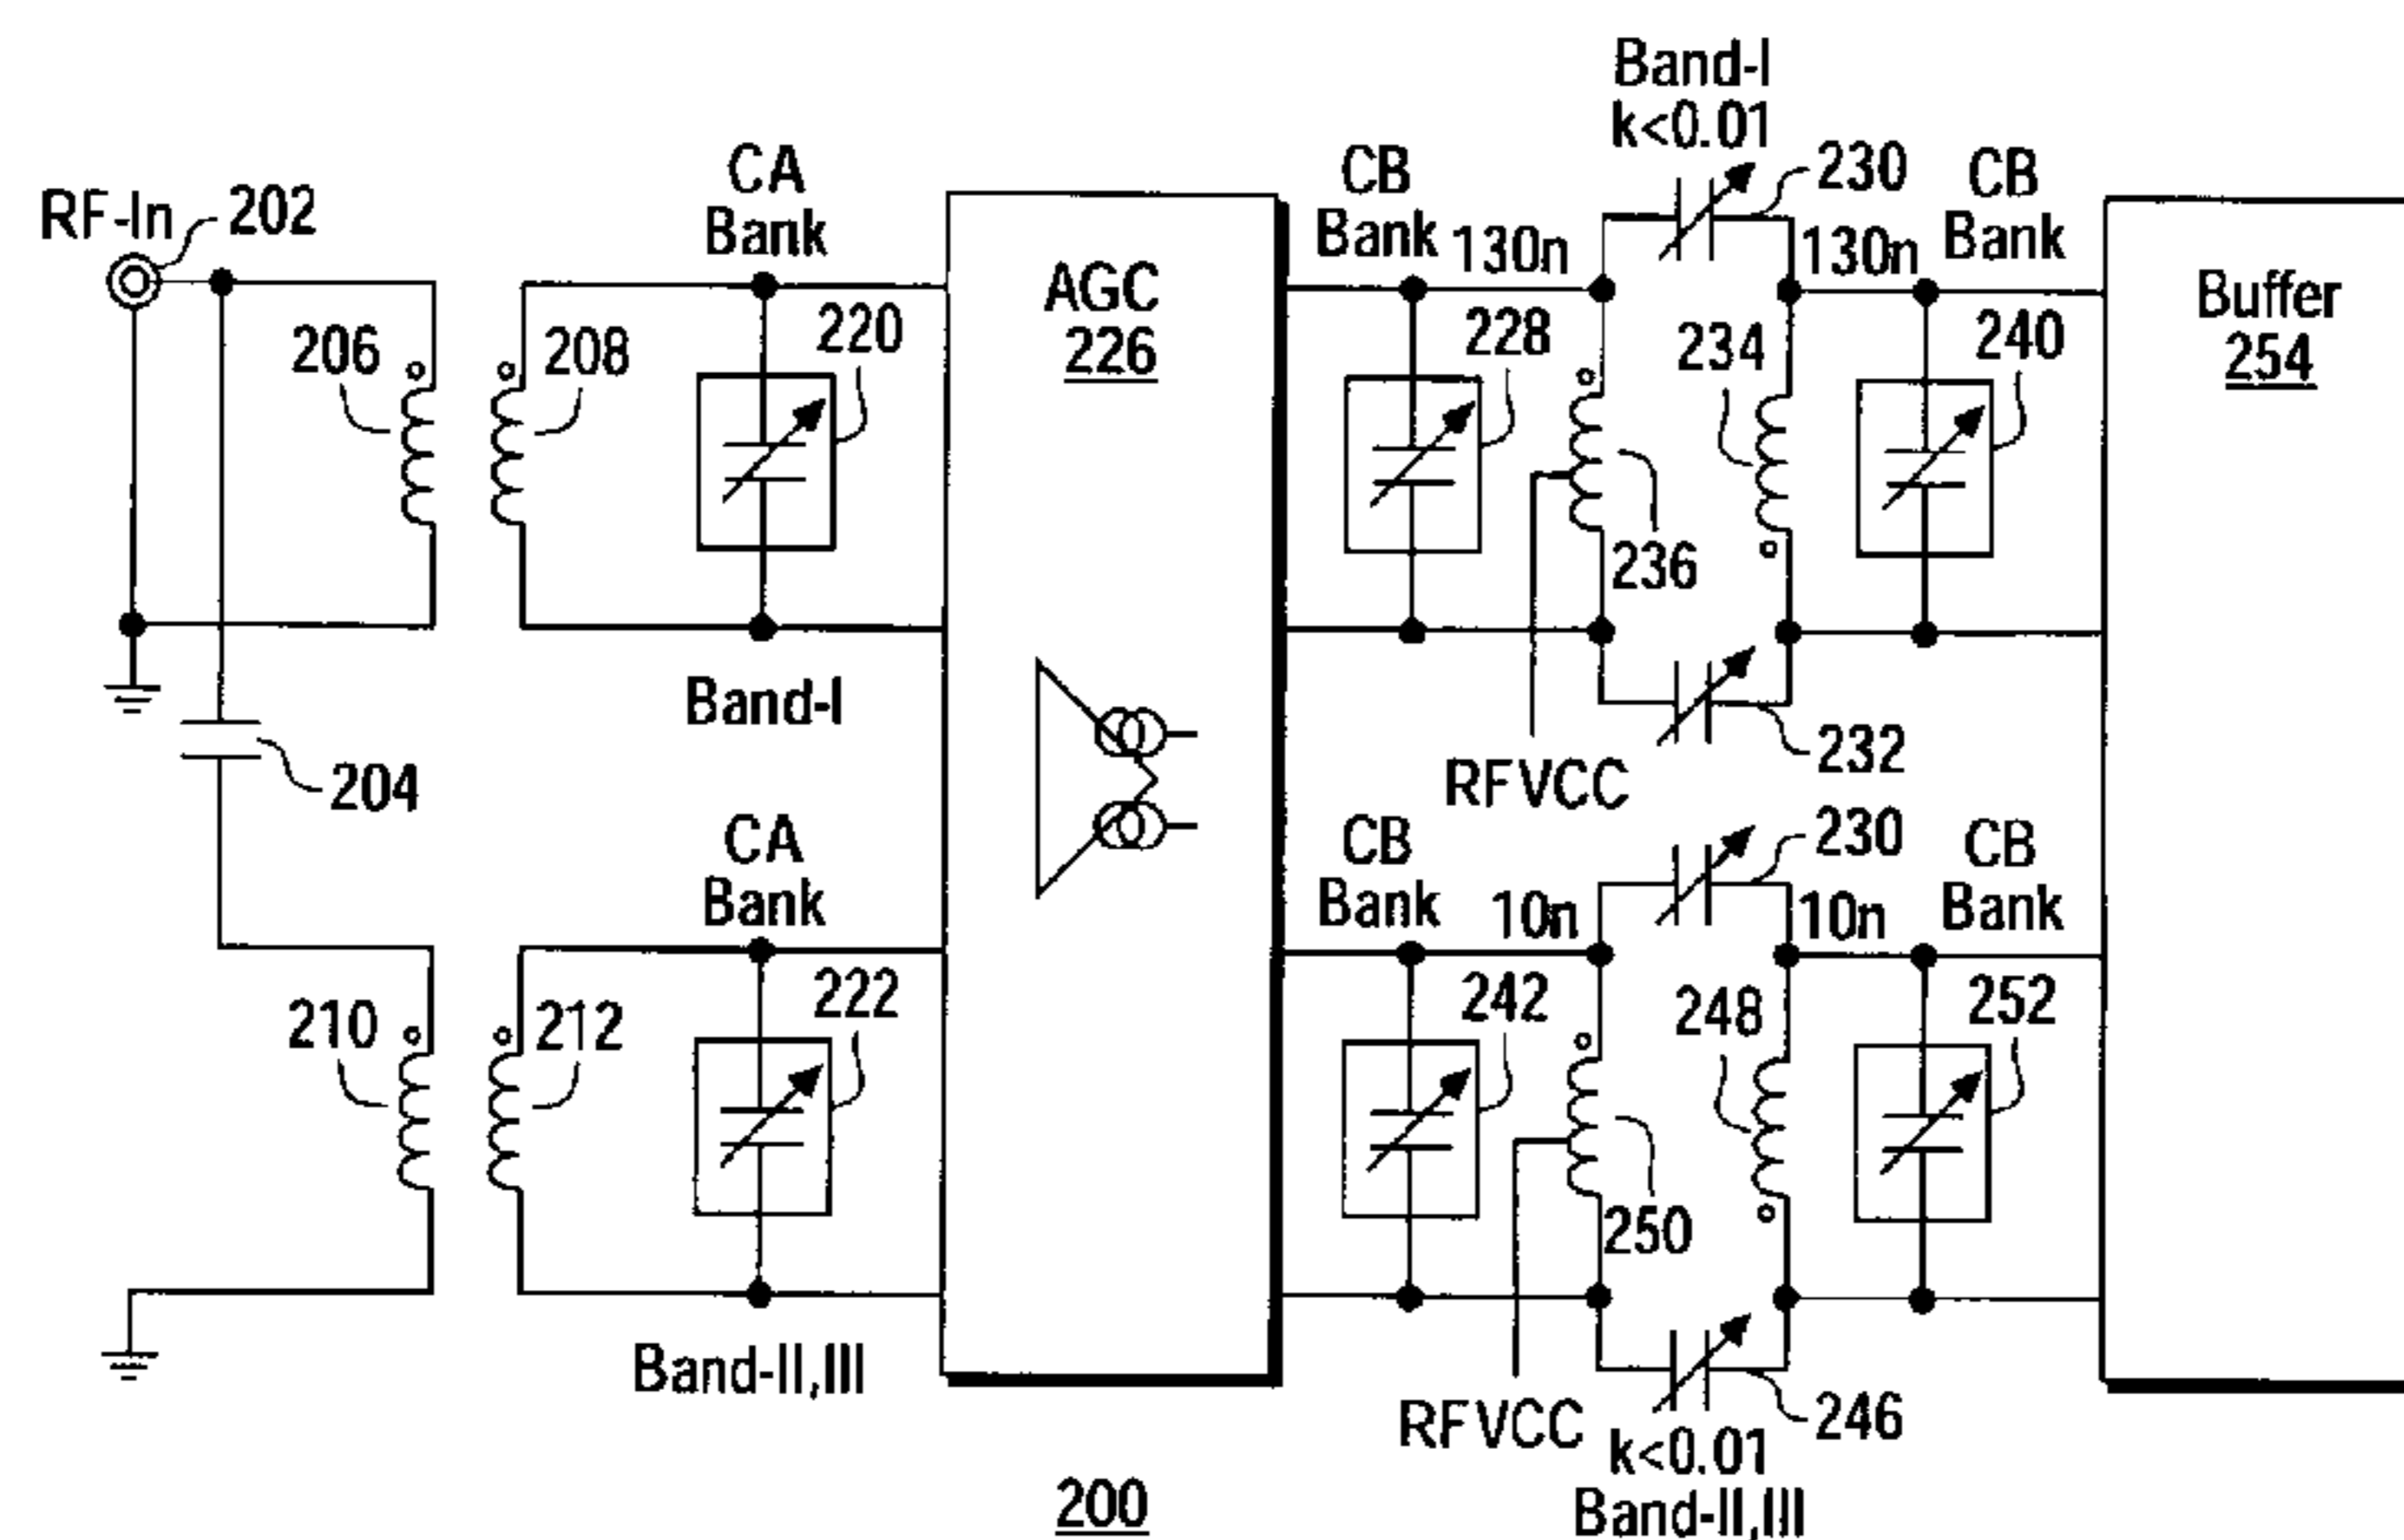 Band-I
k<0.01
230
CA
Bank
CB
Bank
CB
Bank
RF-In
202
130n
130n
AGC
226
Buffer
254
206
208
220
228
234
240
236
Band-I
232
204
RFVCC
230
CA
Bank
CB
Bank
10n
10n
CB
Bank
210
212
222
242
248
252
250
Band-II,III
RFVCC
246
k<0.01
Band-II,III
200